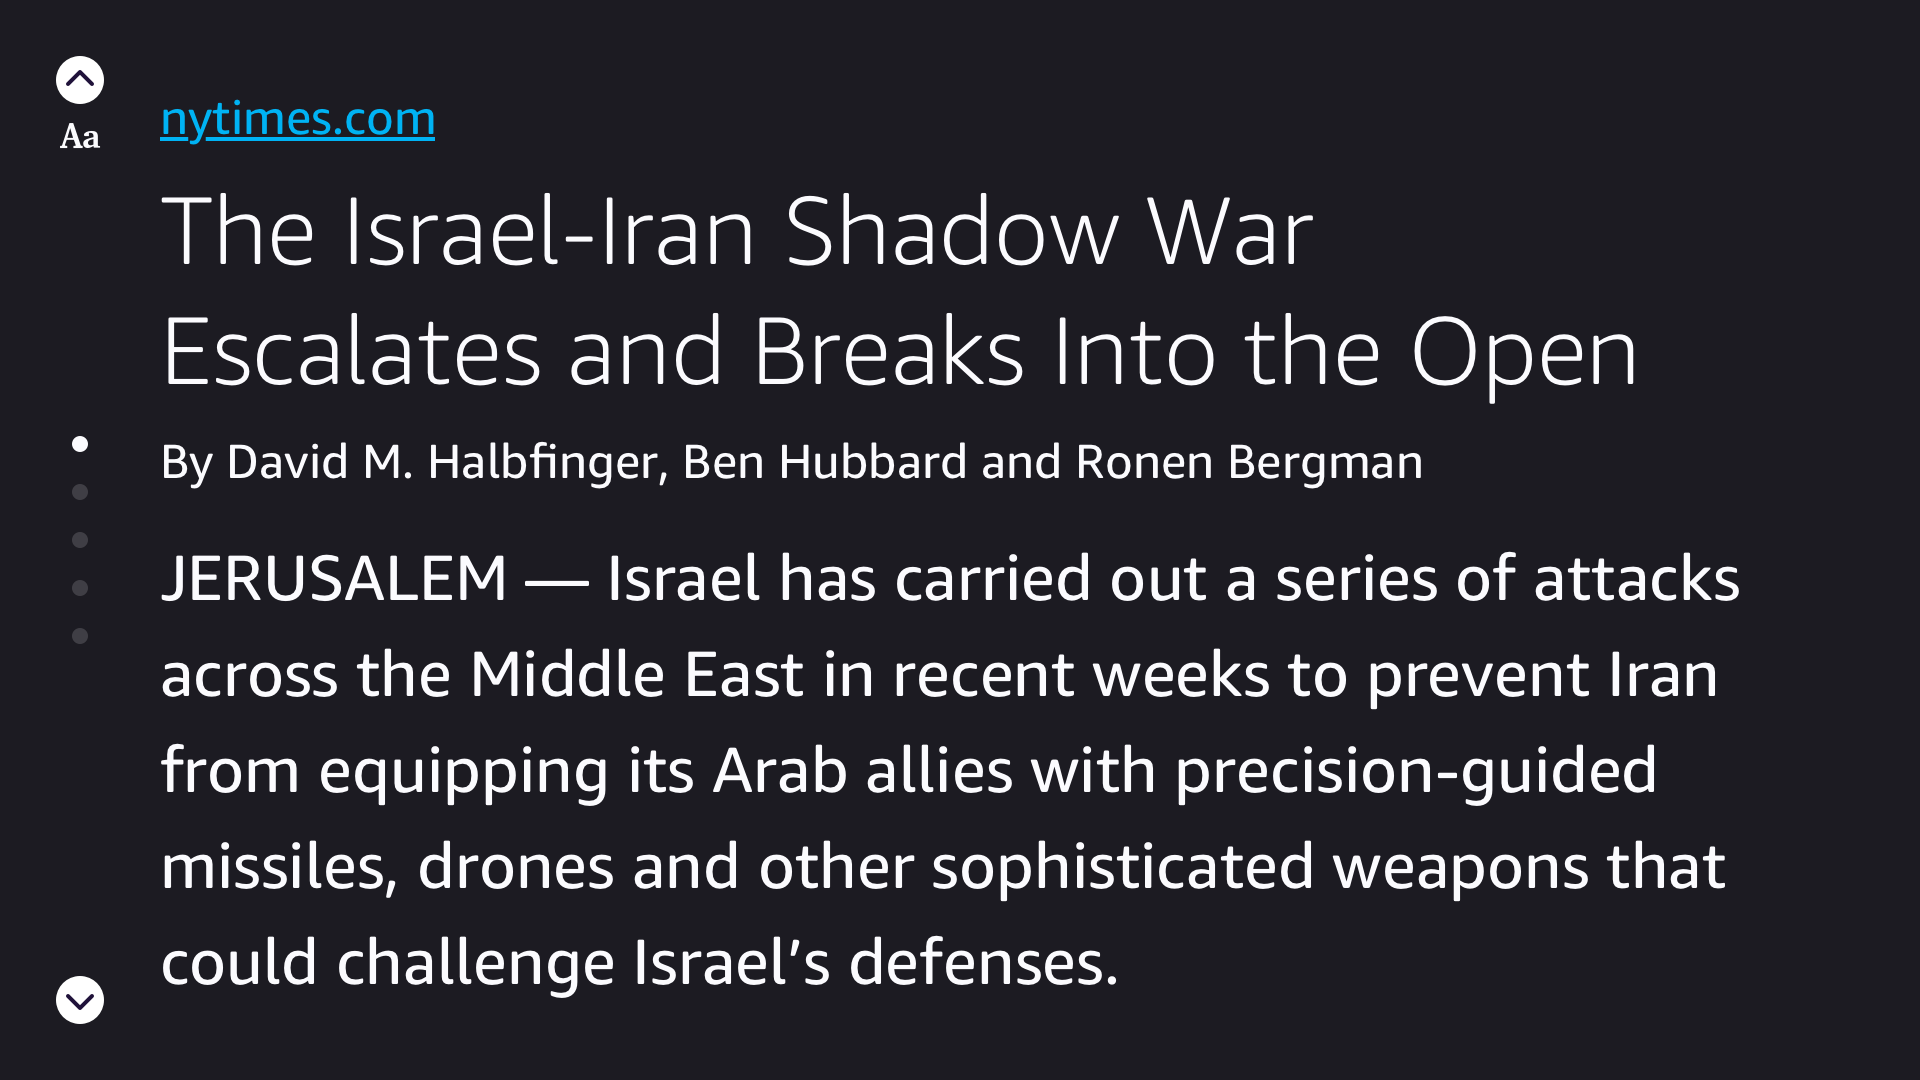 nytimes.com
Aa
The Israel-Iran Shadow War
Escalates and Breaks Into the Open
By David M. Halbfinger, Ben Hubbard and Ronen Bergman
JERUSALEM — Israel has carried out a series of attacks
across the Middle East in recent weeks to prevent Iran
from equipping its Arab allies with precision-guided
missiles, drones and other sophisticated weapons that
could challenge Israel’s defenses.